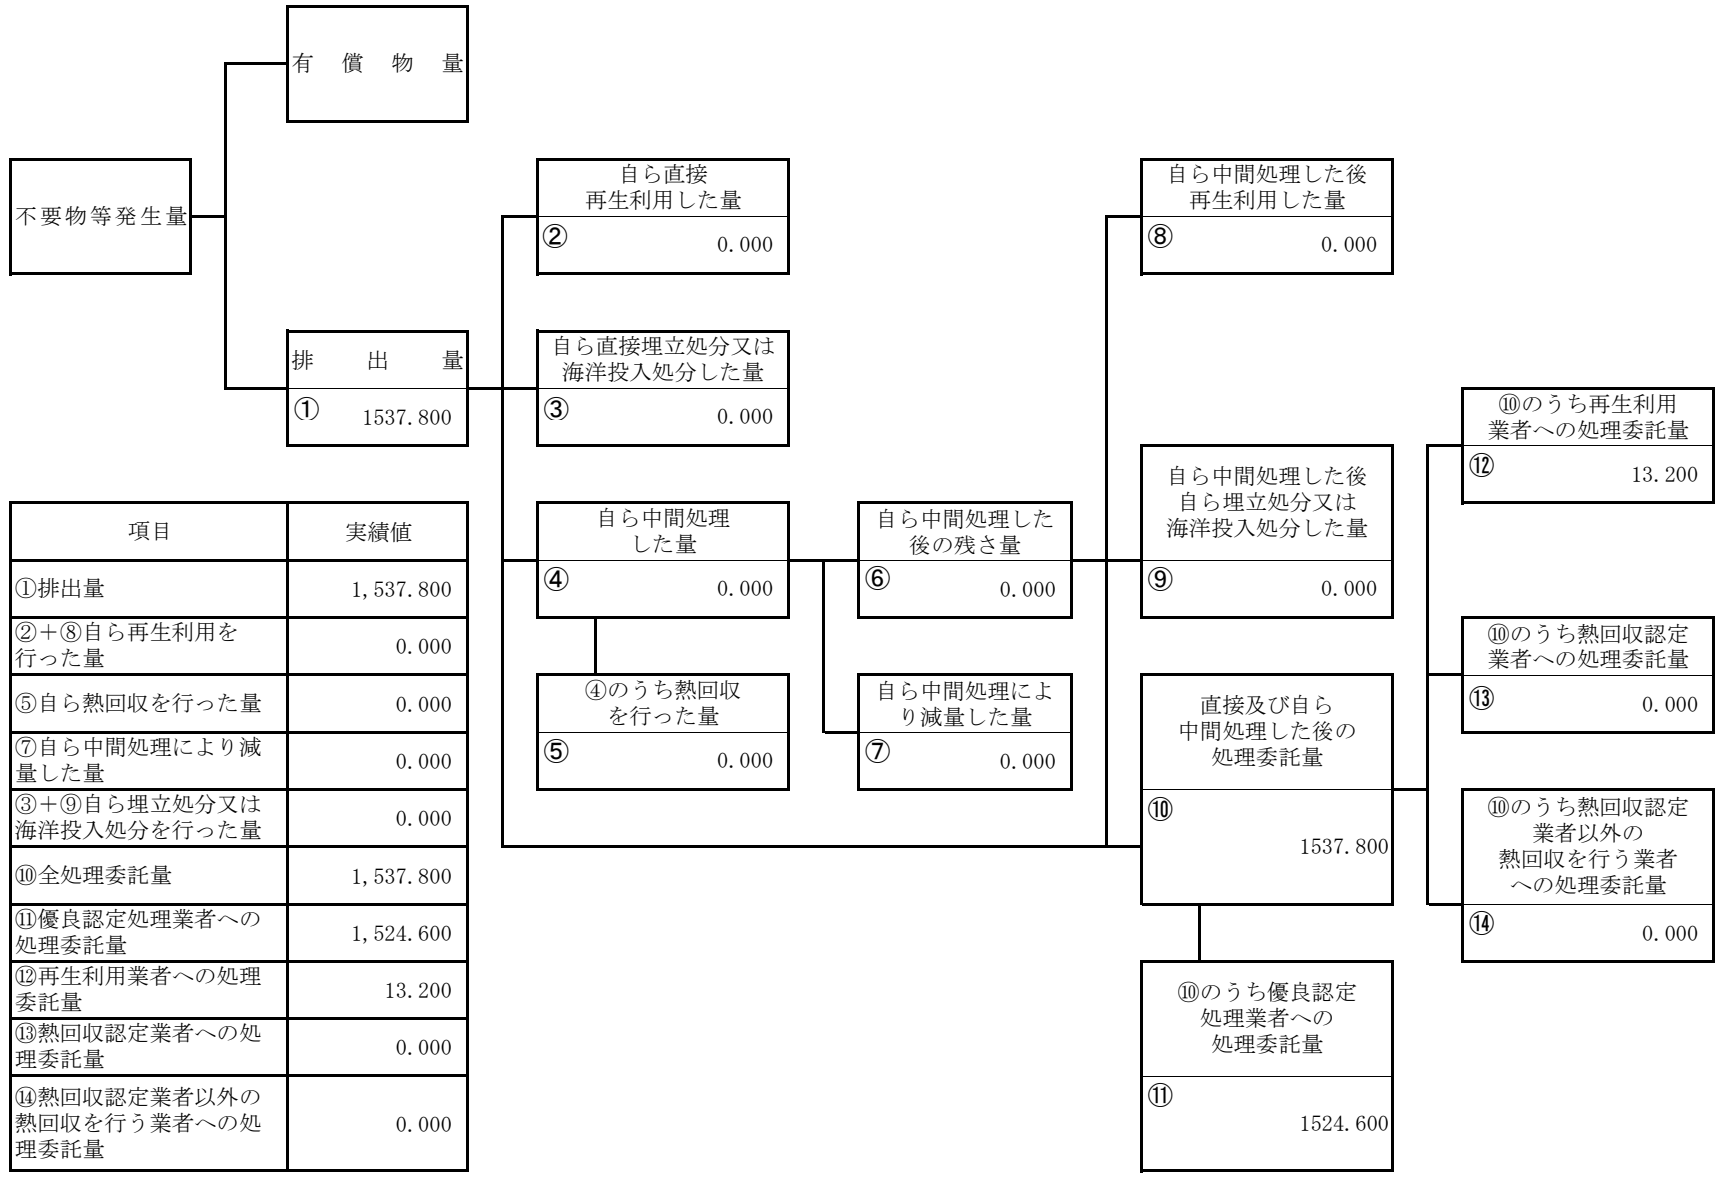 有償物量
不要物等発生量
排出量
① 1537.800
自ら直接
再生利用した量
② 0.000
自ら直接埋立処分又は
海洋投入処分した量
③ 0.000
自ら中間処理
した量
④ 0.000
④のうち熱回収
を行った量
⑤ 0.000
自ら中間処理した
後の残さ量
⑥ 0.000
自ら中間処理によ
り減量した量
⑦ 0.000
自ら中間処理した後
再生利用した量
⑧ 0.000
自ら中間処理した後
自ら埋立処分又は
海洋投入処分した量
⑨ 0.000
直接及び自ら
中間処理した後の
処理委託量
⑩
1537.800
⑩のうち優良認定
処理業者への
処理委託量
⑪
1524.600
⑩のうち再生利用
業者への処理委託量
⑫ 13.200
⑩のうち熱回収認定
業者への処理委託量
⑬ 0.000
⑩のうち熱回収認定
業者以外の
熱回収を行う業者
への処理委託量
⑭ 0.000
項目 実績値
①排出量 1,537.800
②＋⑧自ら再生利用を
行った量 0.000
⑤自ら熱回収を行った量 0.000
⑦自ら中間処理により減
量した量 0.000
③＋⑨自ら埋立処分又は
海洋投入処分を行った量 0.000
⑩全処理委託量 1,537.800
⑪優良認定処理業者への
処理委託量 1,524.600
⑫再生利用業者への処理
委託量 13.200
⑬熱回収認定業者への処
理委託量 0.000
⑭熱回収認定業者以外の
熱回収を行う業者への処
理委託量 0.000